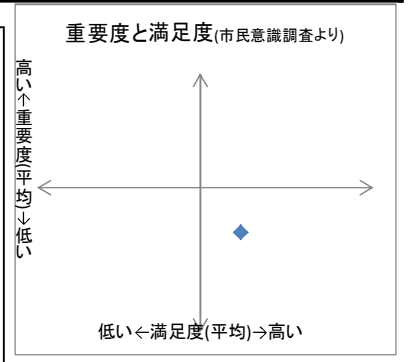 重要度と満足度(市民意識調査より)
高い↑重要度(平均)↓低い
低い←満足度(平均)→高い